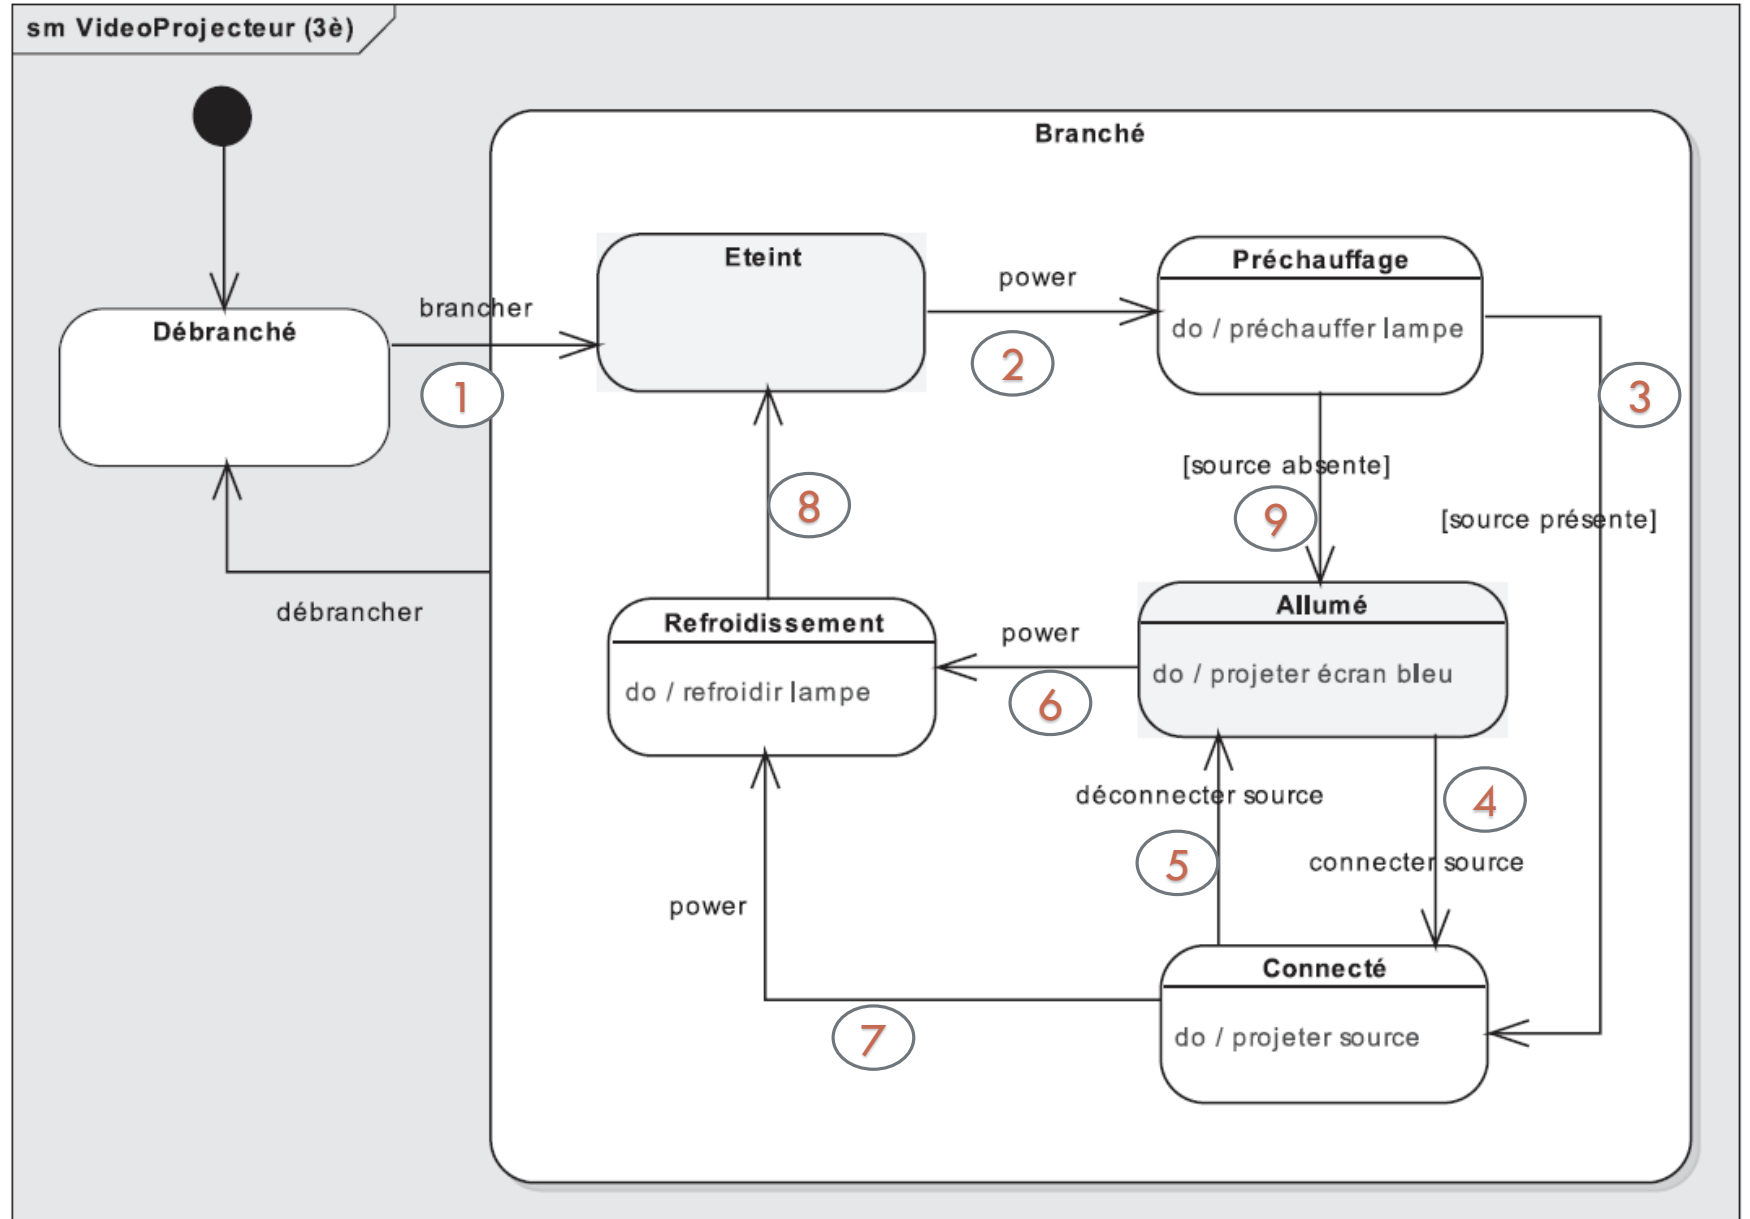 sm VideoProjecteur (3è)
Branché
Eteint
power
Préchauffage
do / préchauffer lampe
brancher
Débranché
1
2
3
[source absente]
8
9
[source présente]
débrancher
Refroidissement
do / refroidir lampe
power
6
Allumé
do / projeter écran bleu
déconnecter source
4
5
connecter source
power
7
Connecté
do / projeter source